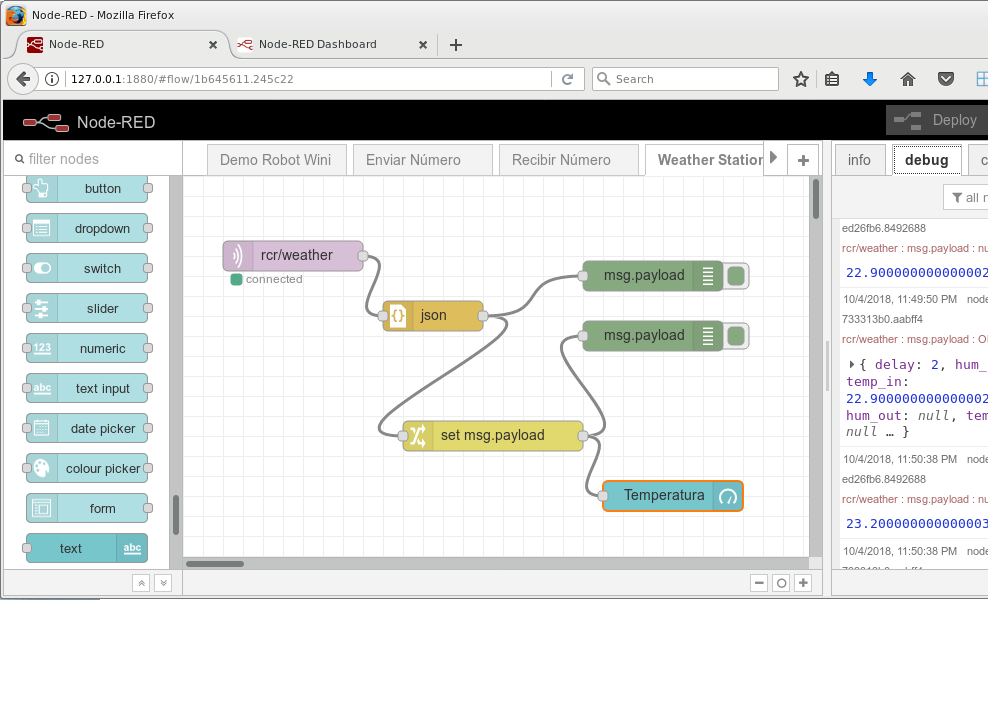 Node-RED - Mozilla Firefox
Node-RED
Node-RED Dashboard
127.0.0.1:1880/#flow/1b645611.245c22
Search
Node-RED
Deploy
filter nodes
Demo Robot Wini
Enviar Número
Recibir Número
Weather Station
info
debug
all
button
dropdown
switch
slider
123
numeric
abc
text input
date picker
colour picker
form
text
abc
rcr/weather
connected
json
msg.payload
msg.payload
set msg.payload
Temperatura
ed26fb6.8492688
rcr/weather : msg.payload : nu
22.900000000000002
10/4/2018, 11:49:50 PM node
733313b0.aabff4
rcr/weather : msg.payload : O
{ delay: 2, hum_
temp_in:
22.900000000000002
hum_out: null, tem
null … }
10/4/2018, 11:50:38 PM node
ed26fb6.8492688
rcr/weather : msg.payload : nu
23.200000000000003
10/4/2018, 11:50:38 PM node